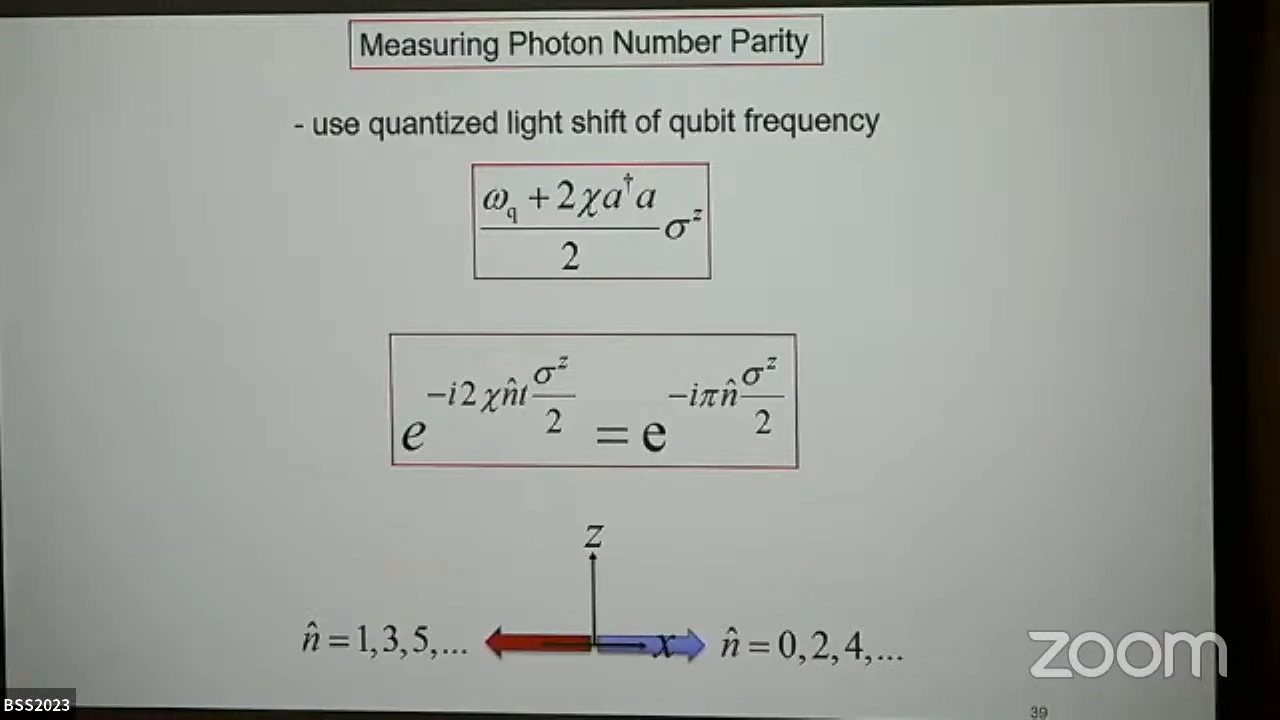 Measuring Photon Number Parity
- use quantized light shift of qubit frequency
(ω_q + 2χa†a)/2 σ^z
e^{-i2χn̂t σ^z/2} = e^{-iπn̂ σ^z/2}
z
n̂ = 1,3,5,... x n̂ = 0,2,4,...
zoom
BSS2023
39